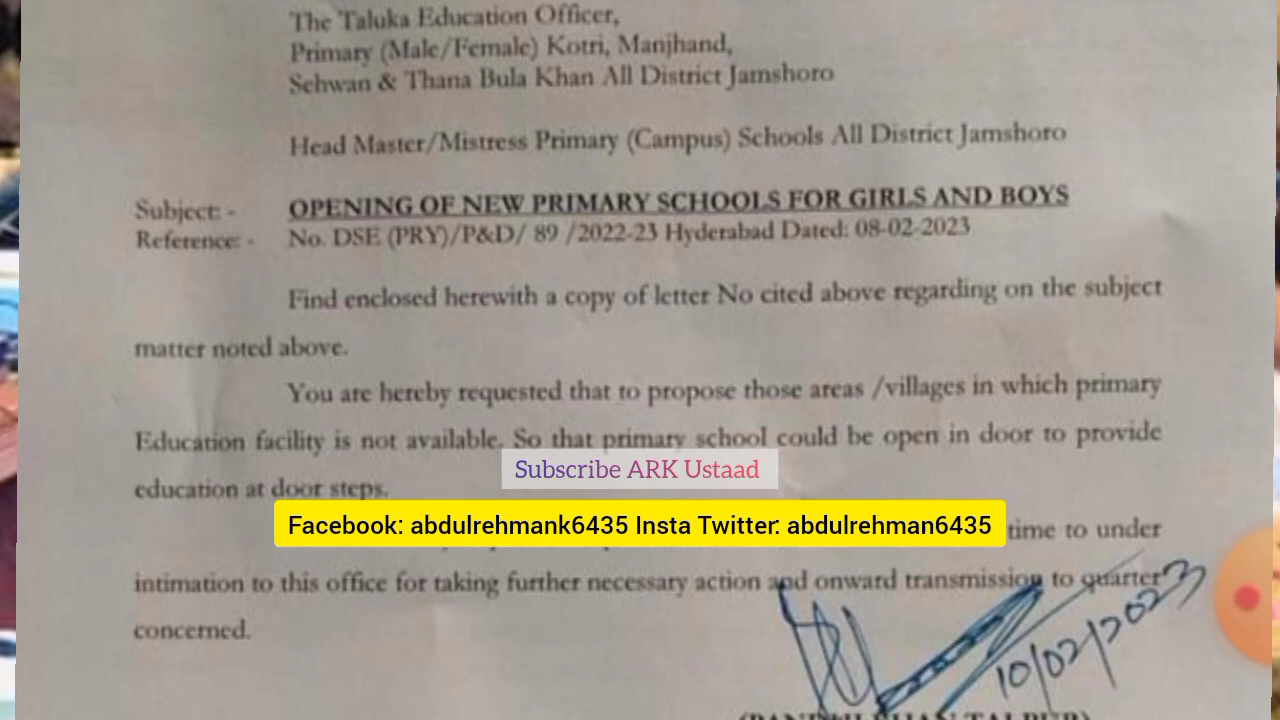 The Taluka Education Officer,
Primary (Male/Female) Kotri, Manjhand,
Sehwan & Thana Bula Khan All District Jamshoro
Head Master/Mistress Primary (Campus) Schools All District Jamshoro
Subject: - OPENING OF NEW PRIMARY SCHOOLS FOR GIRLS AND BOYS
Reference: - No. DSE (PRY)/P&D/ 89 /2022-23 Hyderabad Dated: 08-02-2023
Find enclosed herewith a copy of letter No cited above regarding on the subject
matter noted above.
You are hereby requested that to propose those areas /villages in which primary
Education facility is not available. So that primary school could be open in door to provide
Subscribe ARK Ustaad
education at door steps.
Facebook: abdulrehmank6435 Insta Twitter: abdulrehman6435
time to under
intimation to this office for taking further necessary action and onward transmission to quarter
concerned.
10/02/2023